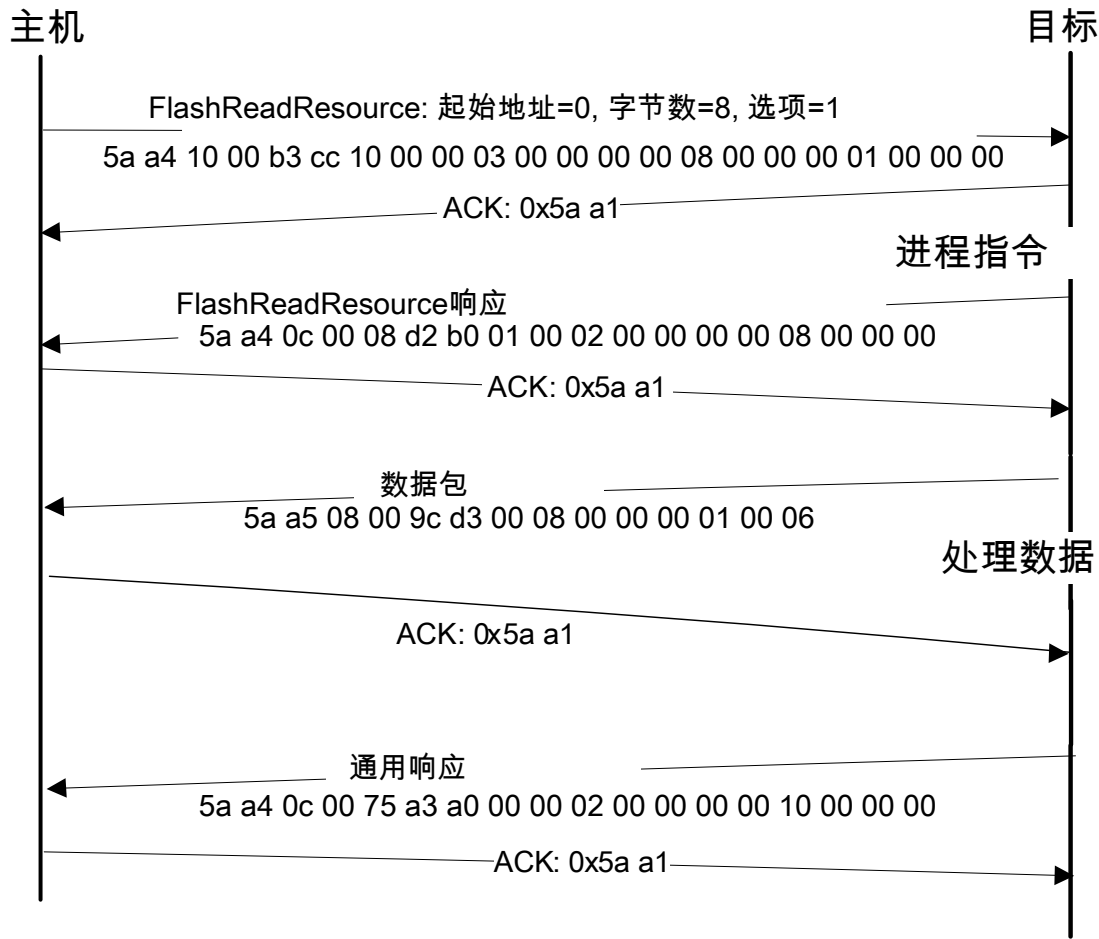 主机
目标
FlashReadResource: 起始地址=0, 字节数=8, 选项=1
5a a4 10 00 b3 cc 10 00 00 03 00 00 00 00 08 00 00 00 01 00 00 00
ACK: 0x5a a1
进程指令
FlashReadResource响应
5a a4 0c 00 08 d2 b0 01 00 02 00 00 00 00 08 00 00 00
ACK: 0x5a a1
数据包
5a a5 08 00 9c d3 00 08 00 00 00 01 00 06
处理数据
ACK: 0x5a a1
通用响应
5a a4 0c 00 75 a3 a0 00 00 02 00 00 00 00 10 00 00 00
ACK: 0x5a a1